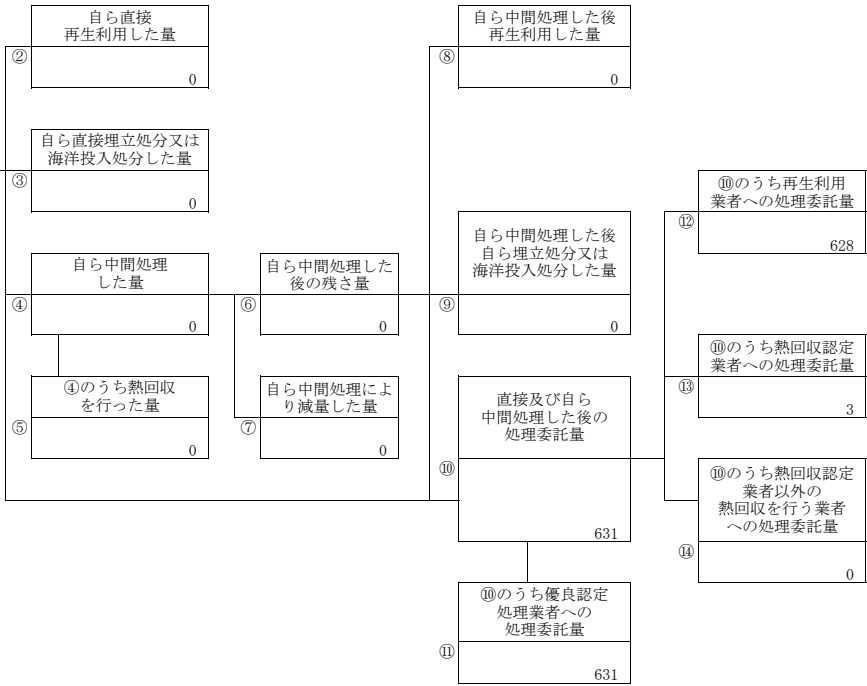 自ら直接
再生利用した量
②
0
自ら直接埋立処分又は
海洋投入処分した量
③
0
自ら中間処理
した量
④
0
④のうち熱回収
を行った量
⑤
0
自ら中間処理した
後の残さ量
⑥
0
自ら中間処理によ
り減量した量
⑦
0
自ら中間処理した後
再生利用した量
⑧
0
自ら中間処理した後
自ら埋立処分又は
海洋投入処分した量
⑨
0
直接及び自ら
中間処理した後の
処理委託量
⑩
631
⑩のうち優良認定
処理業者への
処理委託量
⑪
631
⑩のうち再生利用
業者への処理委託量
⑫
628
⑩のうち熱回収認定
業者への処理委託量
⑬
3
⑩のうち熱回収認定
業者以外の
熱回収を行う業者
への処理委託量
⑭
0